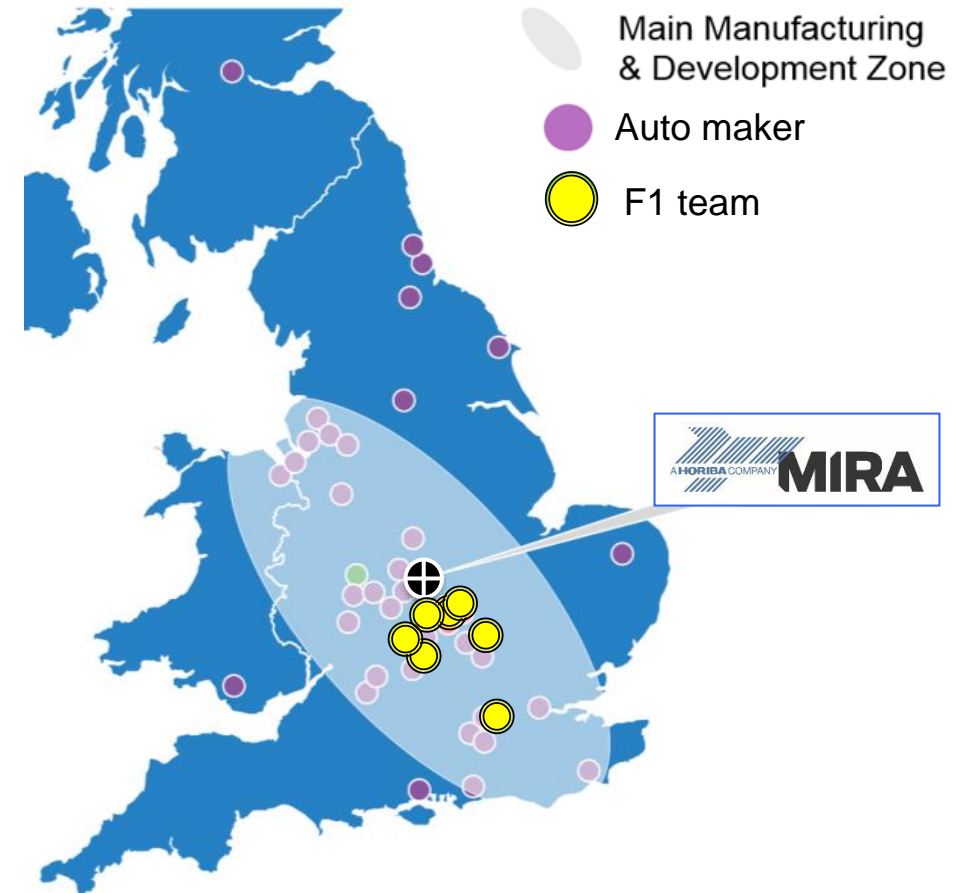 Main Manufacturing
& Development Zone
Auto maker
F1 team
A HORIBA COMPANY MIRA